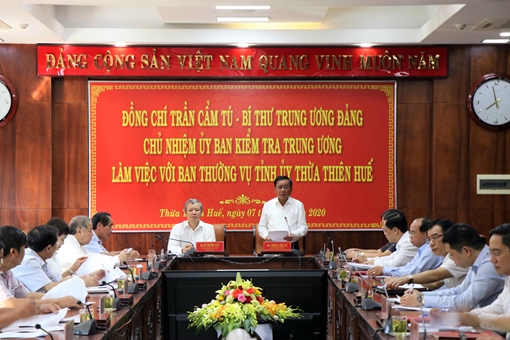 ĐẢNG CỘNG SẢN VIỆT NAM QUANG VINH MUÔN NĂM
ĐỒNG CHÍ TRẦN CẨM TÚ - BÍ THƯ TRUNG ƯƠNG ĐẢNG
CHỦ NHIỆM ỦY BAN KIỂM TRA TRUNG ƯƠNG
LÀM VIỆC VỚI BAN THƯỜNG VỤ TỈNH ỦY THỪA THIÊN HUẾ
Thừa Huế, ngày 07 2020